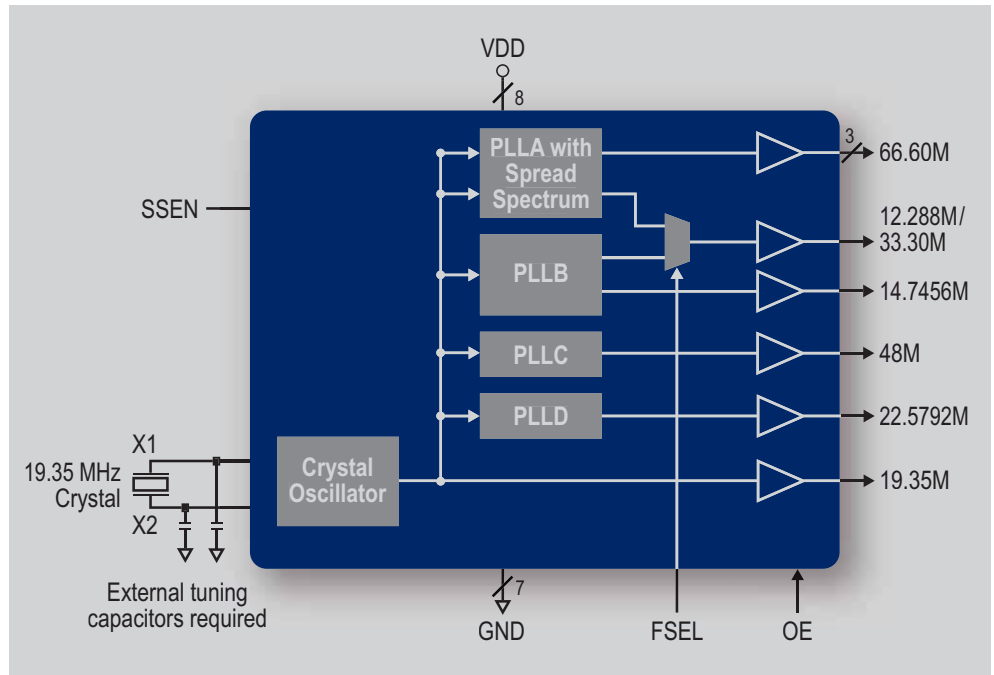 VDD
8
PLLA with
Spread
Spectrum
3
66.60M
SSEN
12.288M/
33.30M
PLLB
14.7456M
PLLC
48M
PLLD
22.5792M
X1
19.35 MHz
Crystal
X2
Crystal
Oscillator
19.35M
External tuning
capacitors required
7
GND
FSEL
OE